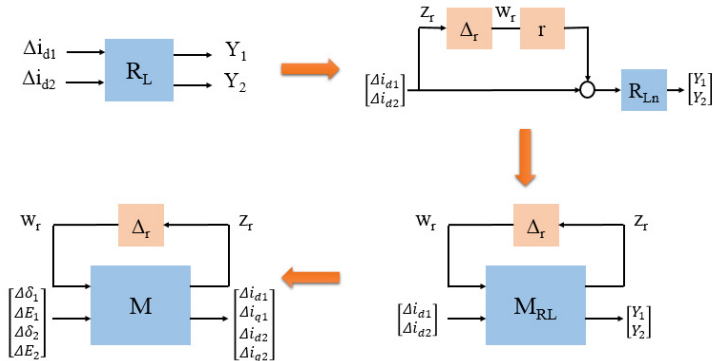 Δi_d1
Δi_d2
R_L
Y_1
Y_2
Z_r
Δ_r
W_r
r
[Δi_d1
Δi_d2]
R_Ln
[Y_1
Y_2]
W_r
Δ_r
Z_r
[Δδ_1
ΔE_1
Δδ_2
ΔE_2]
M
[Δi_d1
Δi_q1
Δi_d2
Δi_q2]
W_r
Δ_r
Z_r
[Δi_d1
Δi_d2]
M_RL
[Y_1
Y_2]